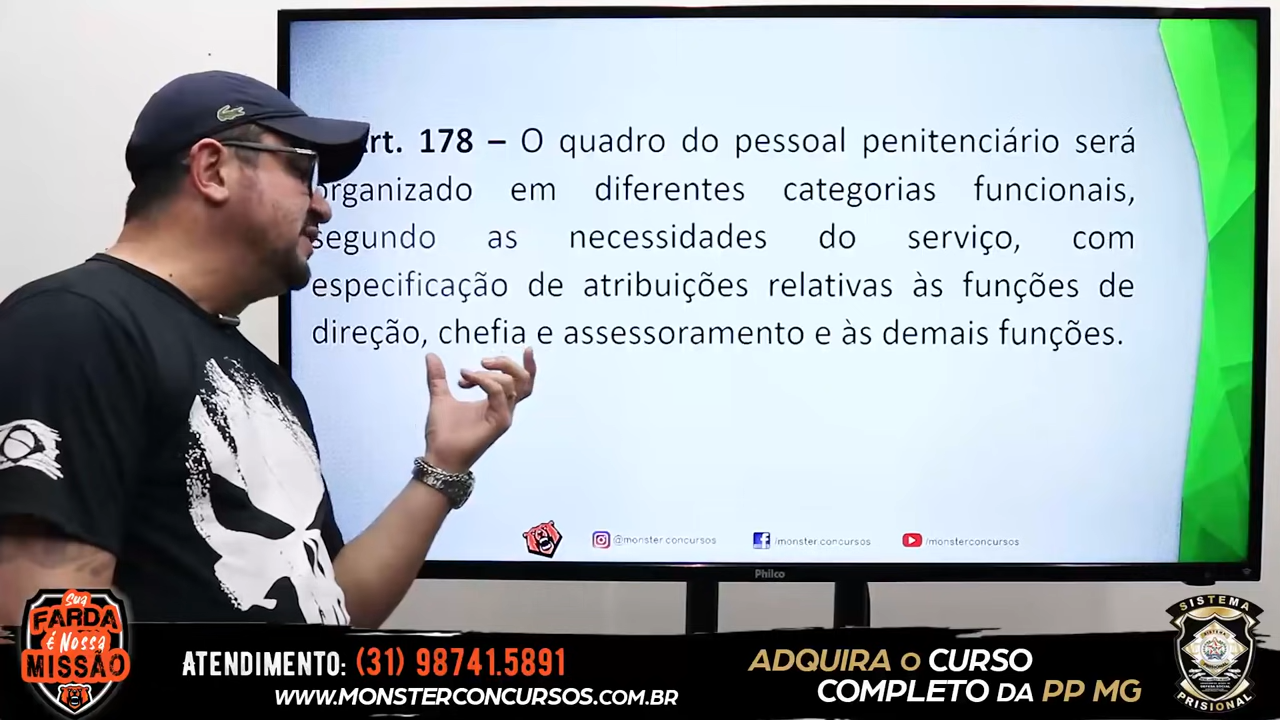 rt. 178 – O quadro do pessoal penitenciário será
organizado em diferentes categorias funcionais,
segundo as necessidades do serviço, com
especificação de atribuições relativas às funções de
direção, chefia e assessoramento e às demais funções.
@monster.concursos
/monster.concursos
/monsterconcursos
Philco
Sua
FARDA
é Nossa
MISSÃO
ATENDIMENTO: (31) 98741.5891
WWW.MONSTERCONCURSOS.COM.BR
ADQUIRA O CURSO
COMPLETO DA PP MG
SISTEMA
PRISIONAL